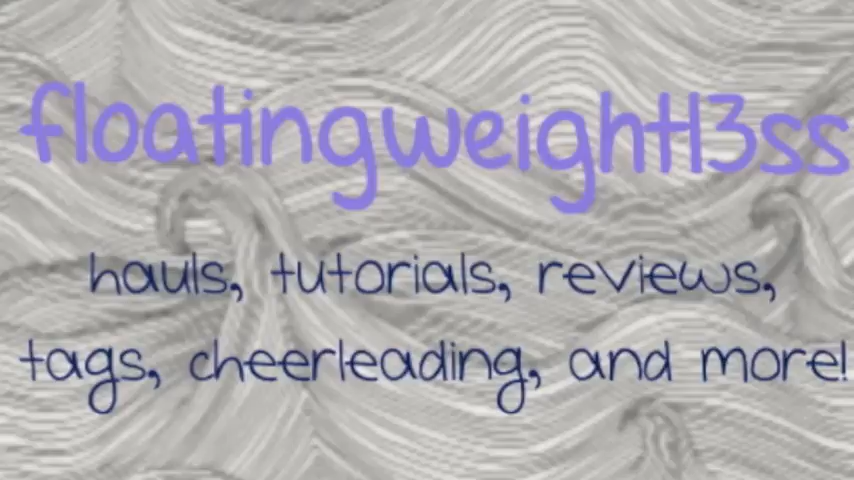 floatingweightl3ss
hauls, tutorials, reviews,
tags, cheerleading, and more!